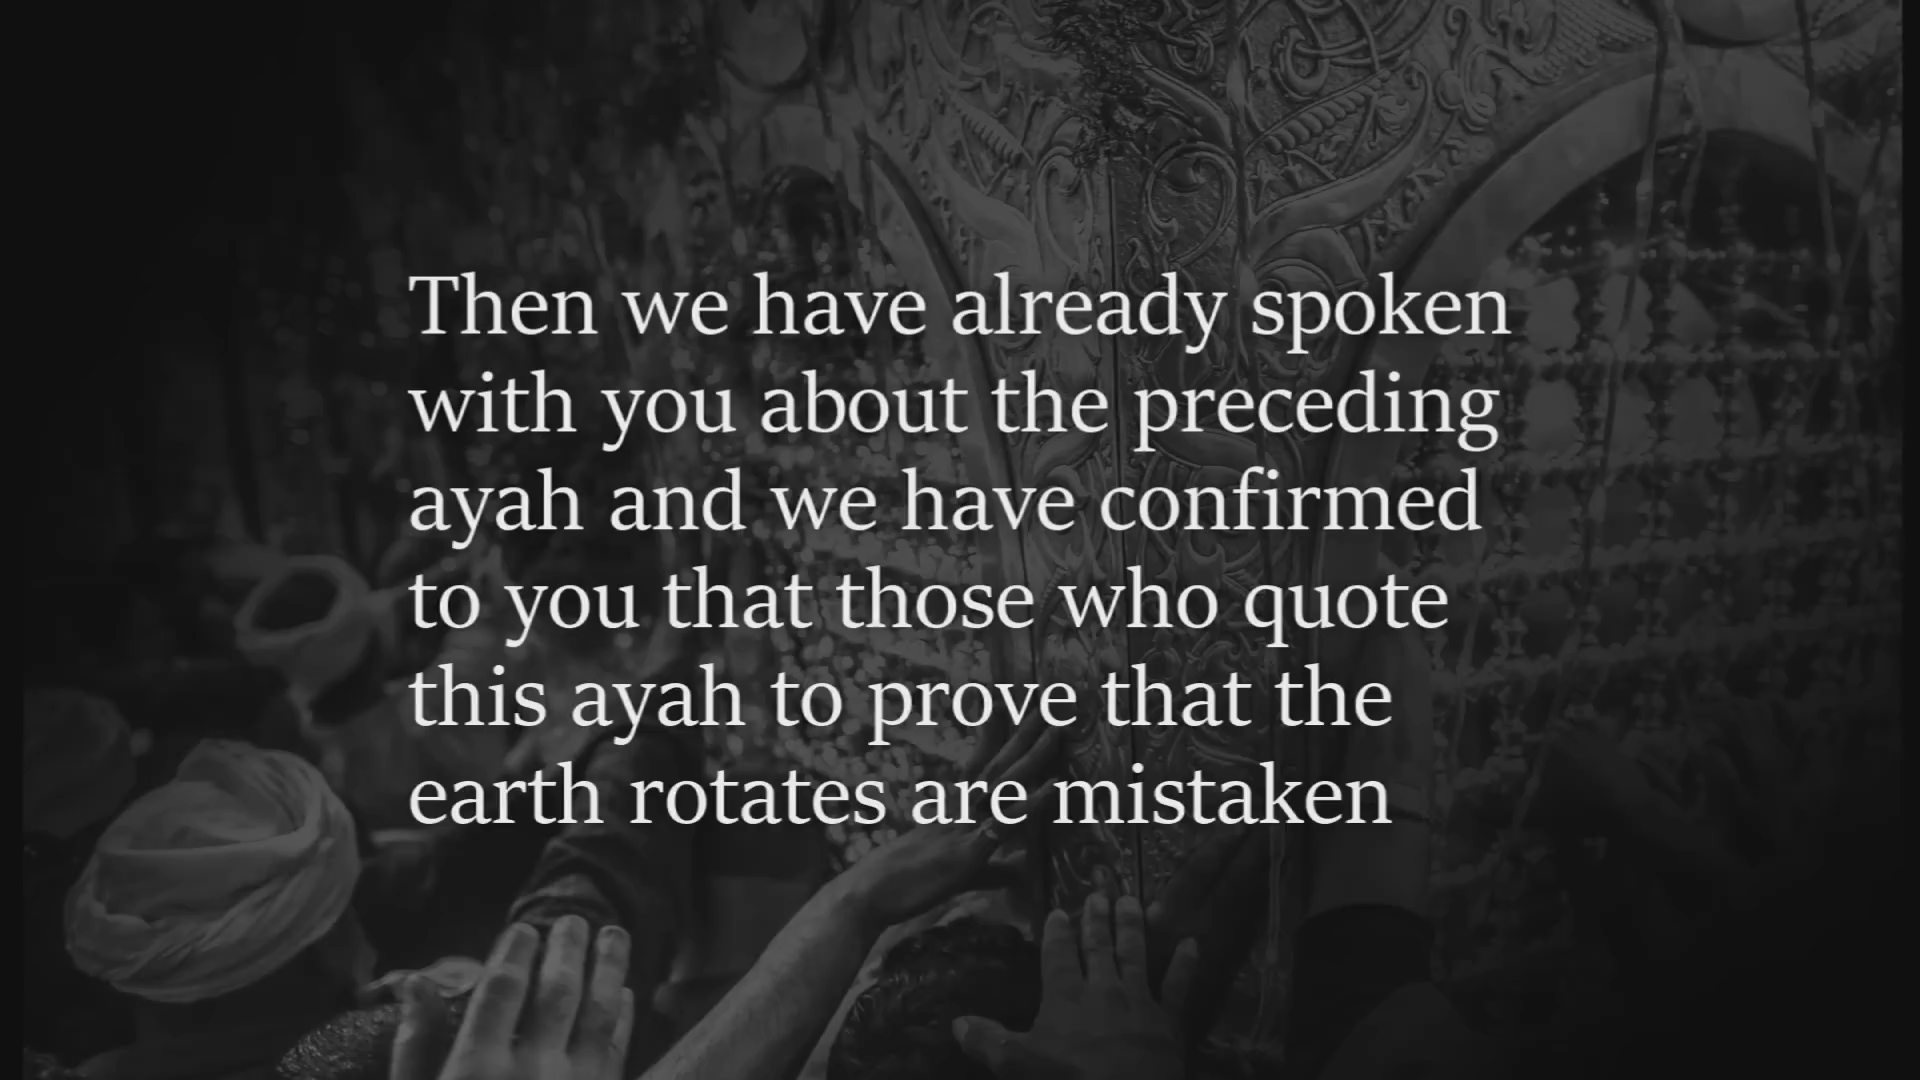 Then we have already spoken
with you about the preceding
ayah and we have confirmed
to you that those who quote
this ayah to prove that the
earth rotates are mistaken